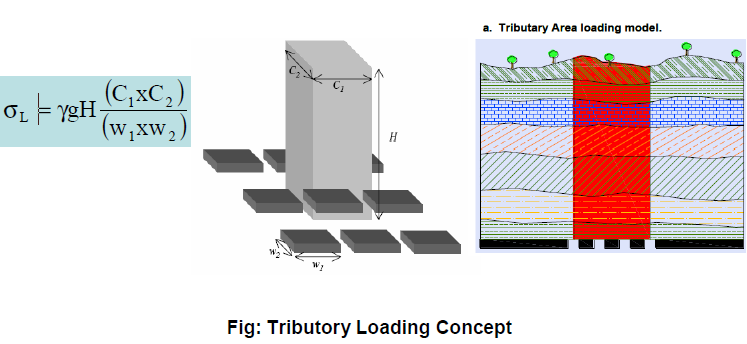 a. Tributary Area loading model.
σL = γgH (C1xC2) / (w1xw2)
C2
C1
H
w2
w1
Fig: Tributory Loading Concept